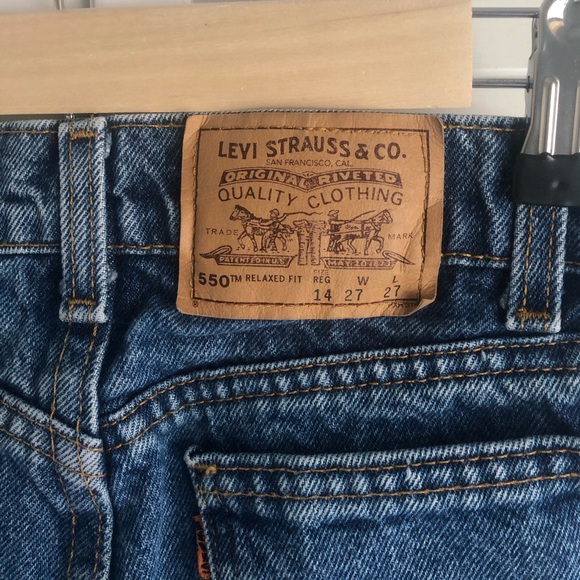 LEVI STRAUSS & CO.
SAN FRANCISCO, CAL.
ORIGINAL RIVETED
QUALITY CLOTHING
TRADE MARK
PATENTED IN U.S. MAY 20 1873
550™ RELAXED FIT SIZE REG W L
14 27 27